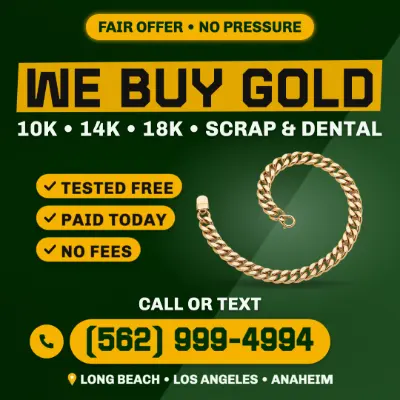 FAIR OFFER • NO PRESSURE
WE BUY GOLD
10K • 14K • 18K • SCRAP & DENTAL
TESTED FREE
PAID TODAY
NO FEES
CALL OR TEXT
(562) 999-4994
LONG BEACH • LOS ANGELES • ANAHEIM